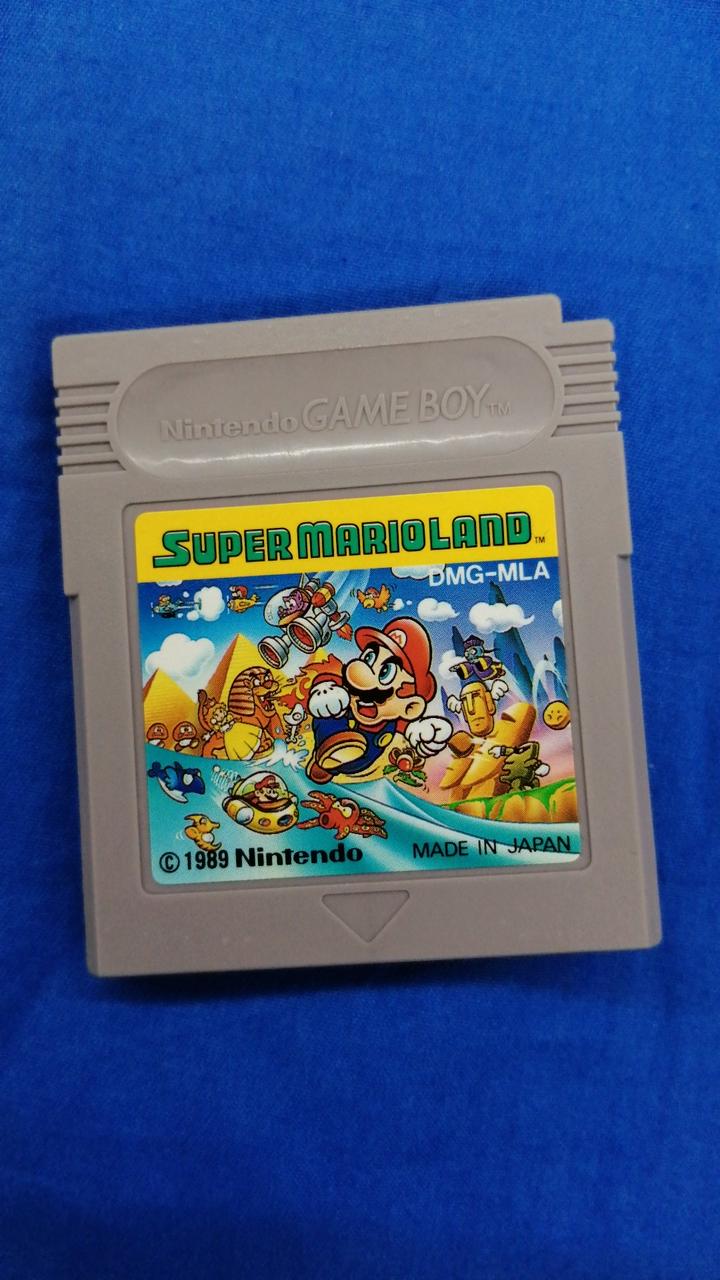 Nintendo GAME BOY TM
SUPER MARIO LAND TM
DMG-MLA
M
© 1989 Nintendo
MADE IN JAPAN